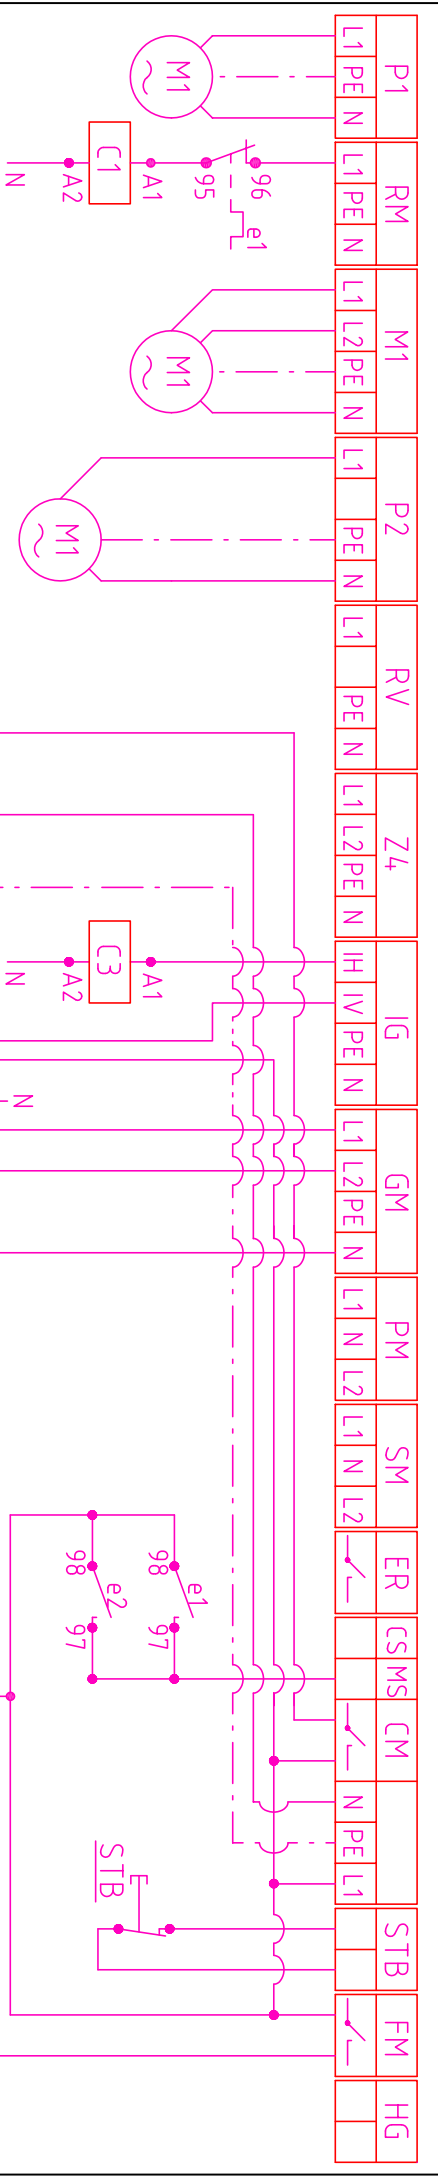 P1
L1 PE N
RM
L1 PE N
M1
L1 L2 PE N
P2
L1 PE N
RV
L1 PE N
Z4
L1 L2 PE N
IG
IH IV PE N
GM
L1 L2 PE N
PM
L1 N L2
SM
L1 N L2
ER
CS MS
CM
N PE L1
STB
FM
HG
M1
~
96
e1
95
A1
C1
A2
N
M1
~
M1
~
A1
C3
A2
N
N
e1
98 97
e2
98 97
STB